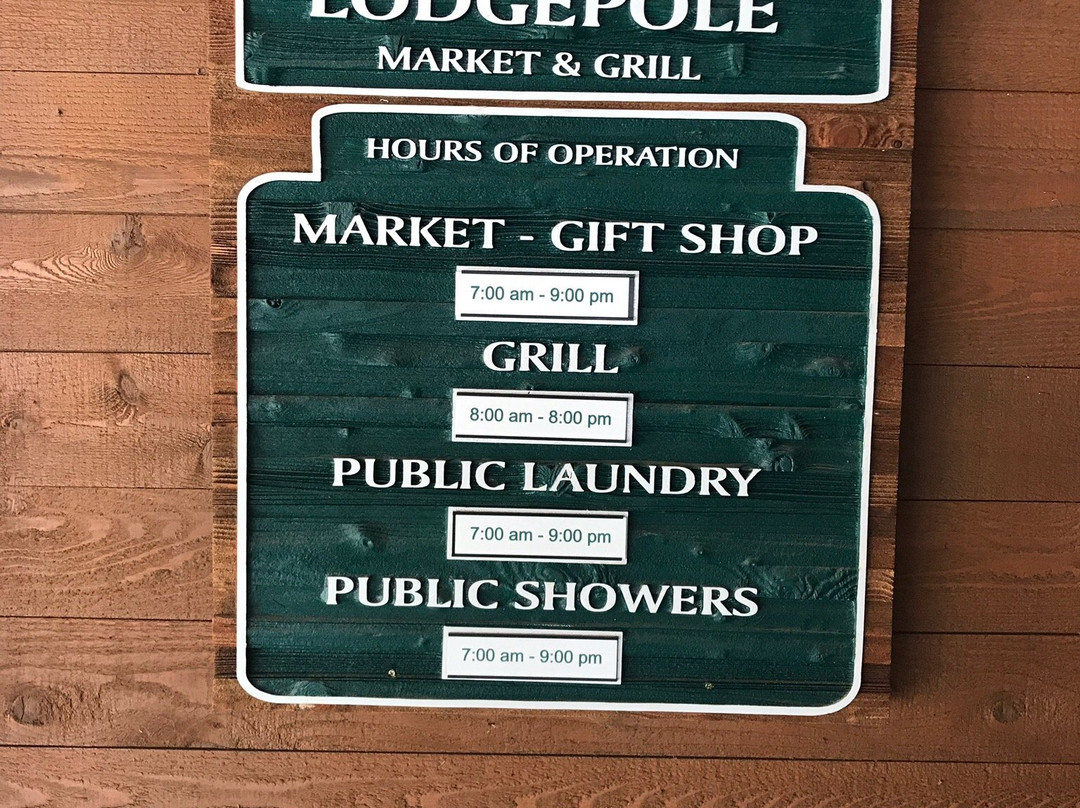 LODGEPOLE
MARKET & GRILL
HOURS OF OPERATION
MARKET - GIFT SHOP
7:00 am - 9:00 pm
GRILL
8:00 am - 8:00 pm
PUBLIC LAUNDRY
7:00 am - 9:00 pm
PUBLIC SHOWERS
7:00 am - 9:00 pm